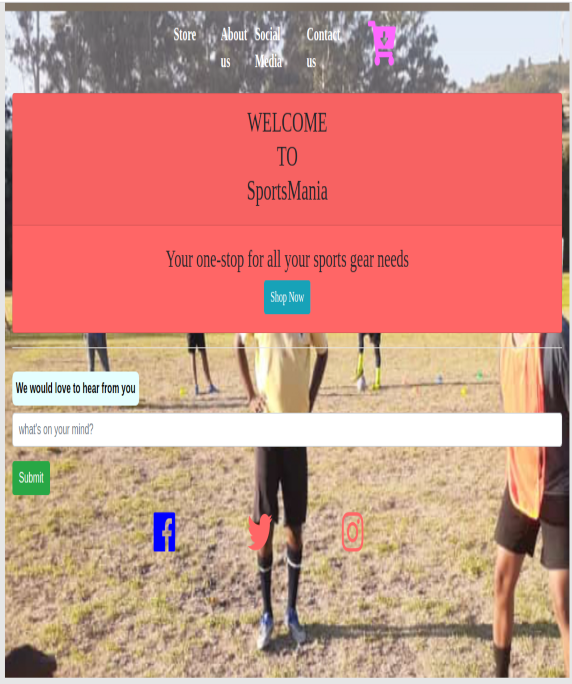 Store About us Social Media Contact us
WELCOME
TO
SportsMania
Your one-stop for all your sports gear needs
Shop Now
We would love to hear from you
what's on your mind?
Submit